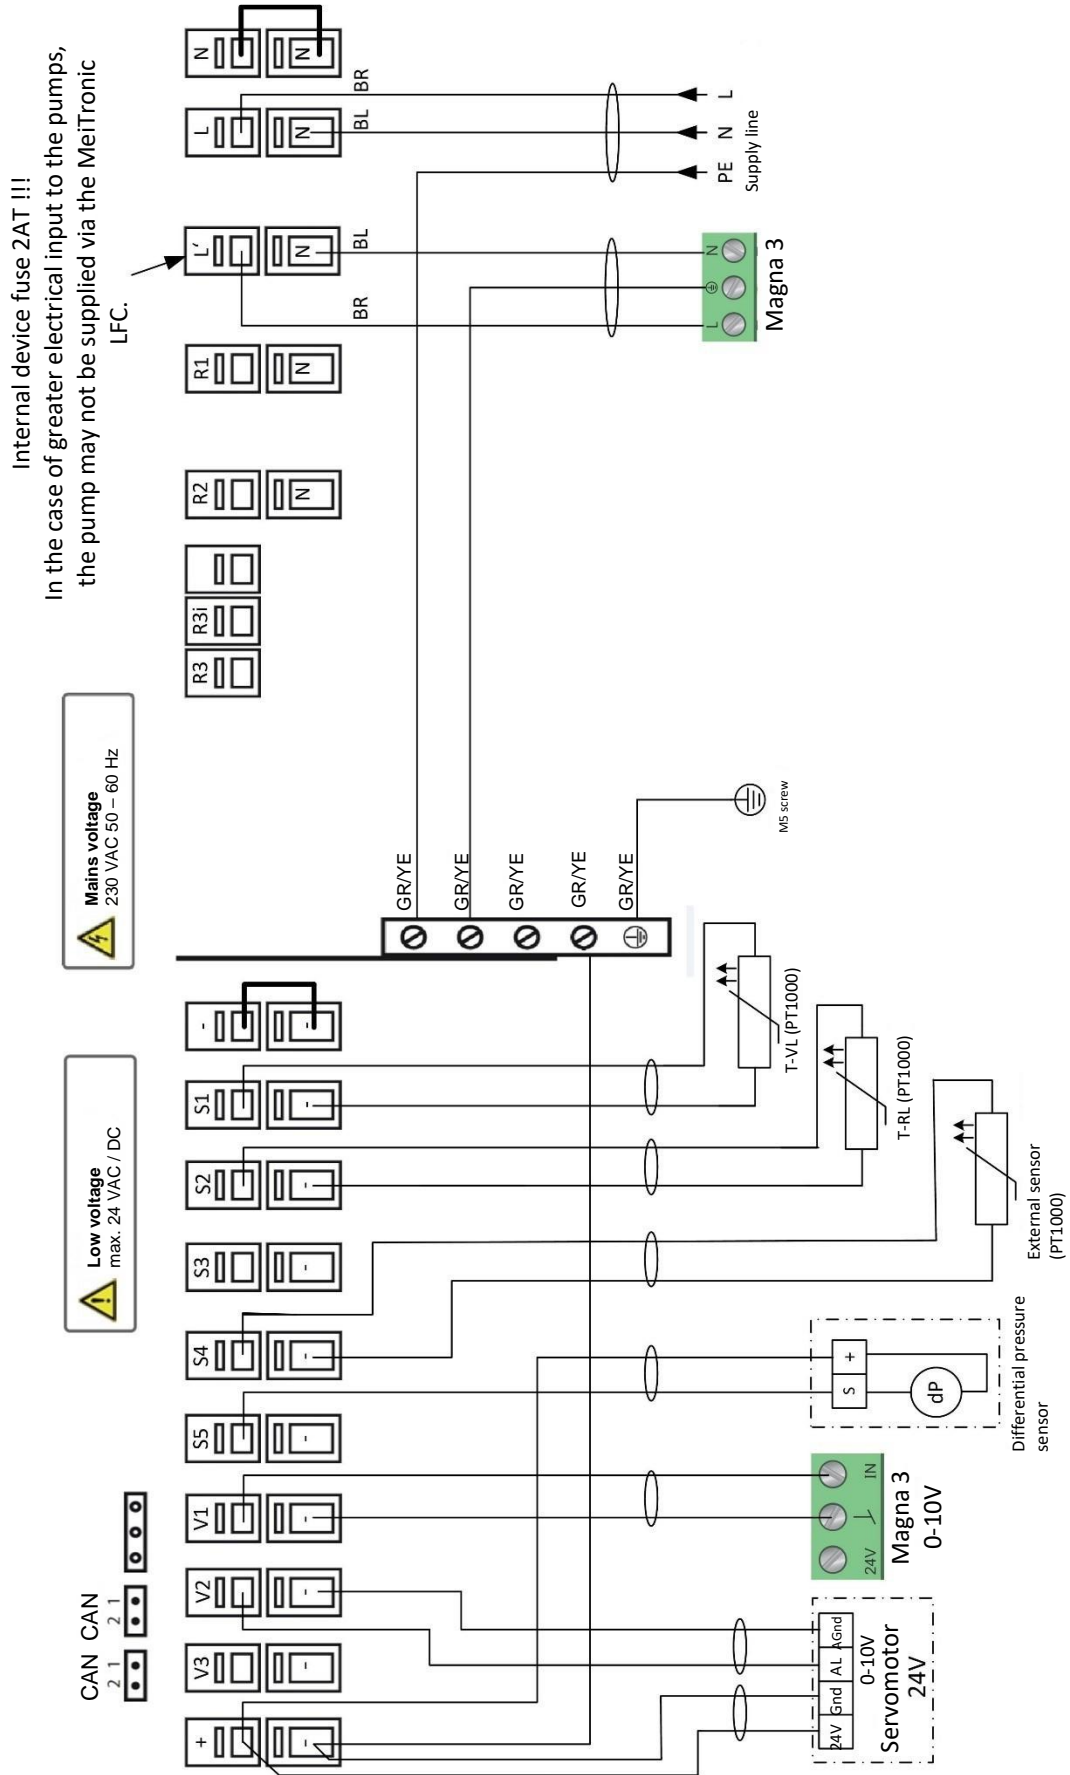 Internal device fuse 2AT !!!
In the case of greater electrical input to the pumps,
the pump may not be supplied via the MeiTronic
LFC.
Mains voltage
230 VAC 50 – 60 Hz
Low voltage
max. 24 VAC / DC
CAN CAN
2 1 2 1
+ V3 V2 V1 S5 S4 S3 S2 S1 -
- - - - - - - - - -
R3 R3i R2 R1 L' L N
N N N N N
GR/YE
GR/YE
GR/YE
GR/YE
GR/YE
BR
BL
BL
BR
M5 screw
PE N L
Supply line
L N
Magna 3
T-VL (PT1000)
T-RL (PT1000)
External sensor
(PT1000)
S +
dP
Differential pressure
sensor
24V IN
Magna 3
0-10V
24V Gnd AL AGnd
0-10V
Servomotor
24V